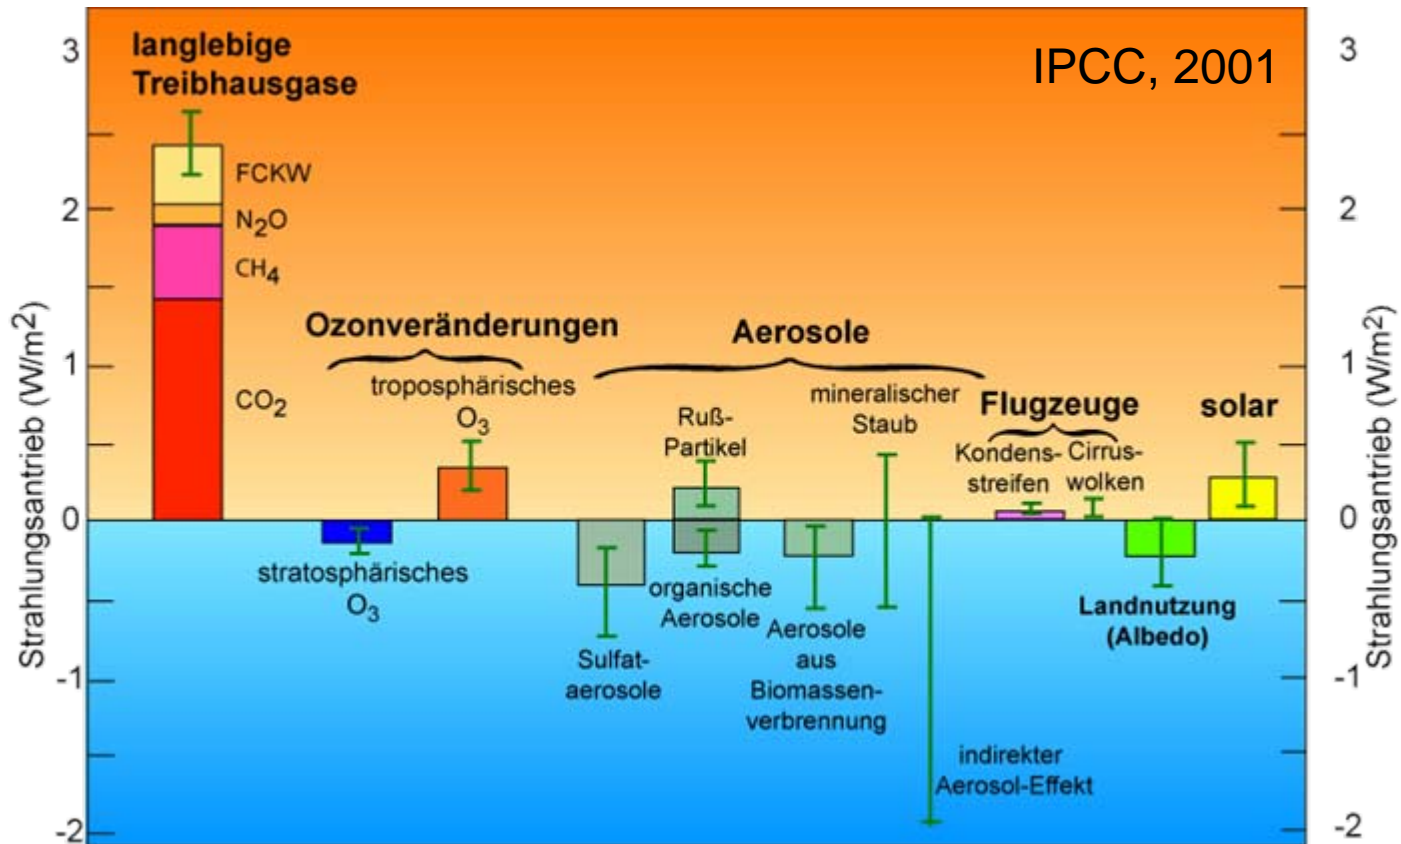 IPCC, 2001
langlebige
Treibhausgase
FCKW
N2O
CH4
CO2
Ozonveränderungen
troposphärisches
O3
stratosphärisches
O3
Aerosole
Ruß-
Partikel
mineralischer
Staub
organische
Aerosole
Sulfat-
aerosole
Aerosole
aus
Biomassen-
verbrennung
indirekter
Aerosol-Effekt
Flugzeuge
Kondens-
streifen
Cirrus-
wolken
solar
Landnutzung
(Albedo)
Strahlungsantrieb (W/m2)
3
2
1
0
-1
-2
Strahlungsantrieb (W/m2)
3
2
1
0
-1
-2